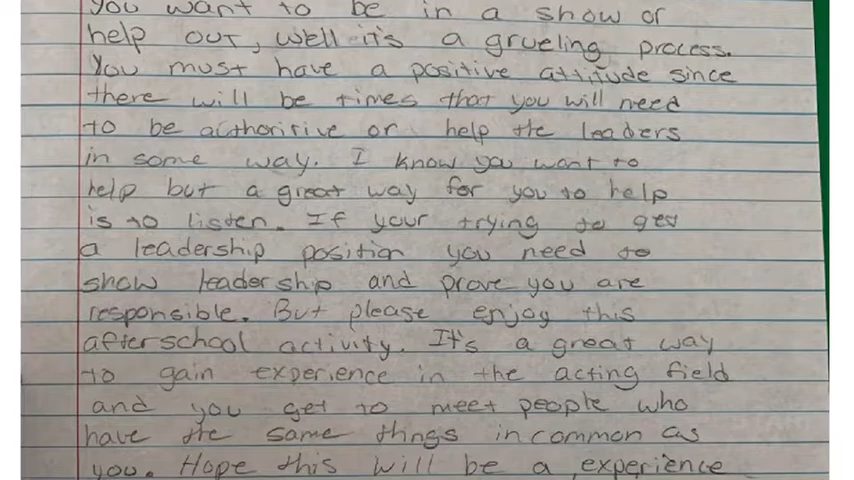 you want to be in a show or
help out, well it's a grueling process.
You must have a positive attitude since
there will be times that you will need
to be authoritive or help the leaders
in some way. I know you want to
help but a great way for you to help
is to listen. If your trying to get
a leadership position you need to
show leadership and prove you are
responsible. But please enjoy this
afterschool activity. It's a great way
to gain experience in the acting field
and you get to meet people who
have the same thngs in common as
you. Hope this will be a experience